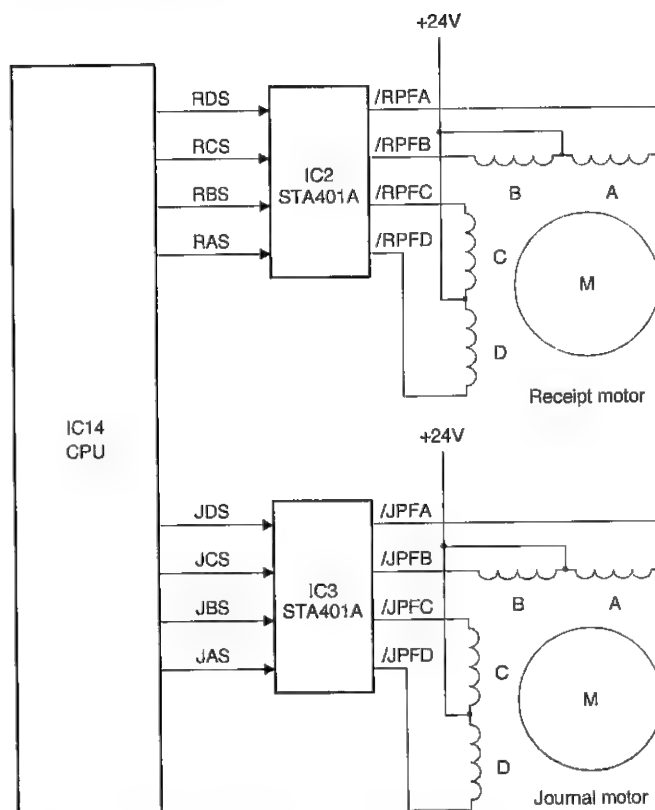 +24V
RDS
/RPFA
RCS
/RPFB
IC2
STA401A
B
A
RBS
/RPFC
RAS
/RPFD
C
M
D
Receipt motor
IC14
CPU
+24V
JDS
/JPFA
JCS
/JPFB
IC3
STA401A
B
A
JBS
/JPFC
JAS
/JPFD
C
M
D
Journal motor